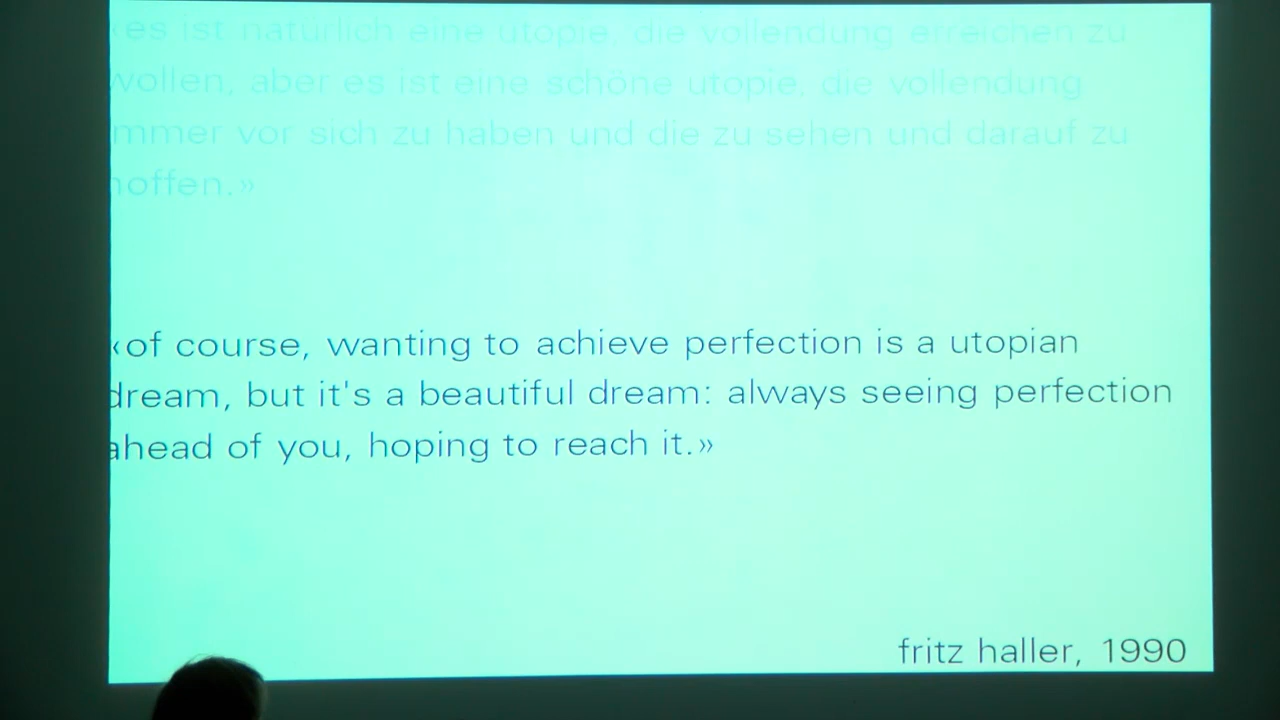 «es ist natürlich eine utopie, die vollendung erreichen zu
wollen, aber es ist eine schöne utopie, die vollendung
immer vor sich zu haben und die zu sehen und darauf zu
hoffen.»
«of course, wanting to achieve perfection is a utopian
dream, but it's a beautiful dream: always seeing perfection
ahead of you, hoping to reach it.»
fritz haller, 1990